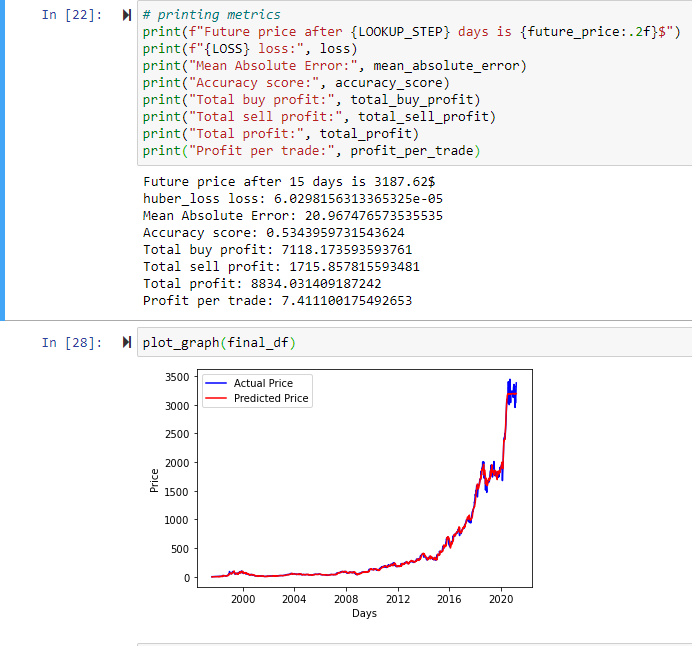 In [22]:
# printing metrics
print(f"Future price after {LOOKUP_STEP} days is {future_price:.2f}$")
print(f"{LOSS} loss:", loss)
print("Mean Absolute Error:", mean_absolute_error)
print("Accuracy score:", accuracy_score)
print("Total buy profit:", total_buy_profit)
print("Total sell profit:", total_sell_profit)
print("Total profit:", total_profit)
print("Profit per trade:", profit_per_trade)
Future price after 15 days is 3187.62$
huber_loss loss: 6.0298156313365325e-05
Mean Absolute Error: 20.967476573535535
Accuracy score: 0.5343959731543624
Total buy profit: 7118.173593593761
Total sell profit: 1715.857815593481
Total profit: 8834.031409187242
Profit per trade: 7.411100175492653
In [28]:
plot_graph(final_df)
Actual Price
Predicted Price
3500
3000
2500
2000
1500
1000
500
0
Price
2000 2004 2008 2012 2016 2020
Days